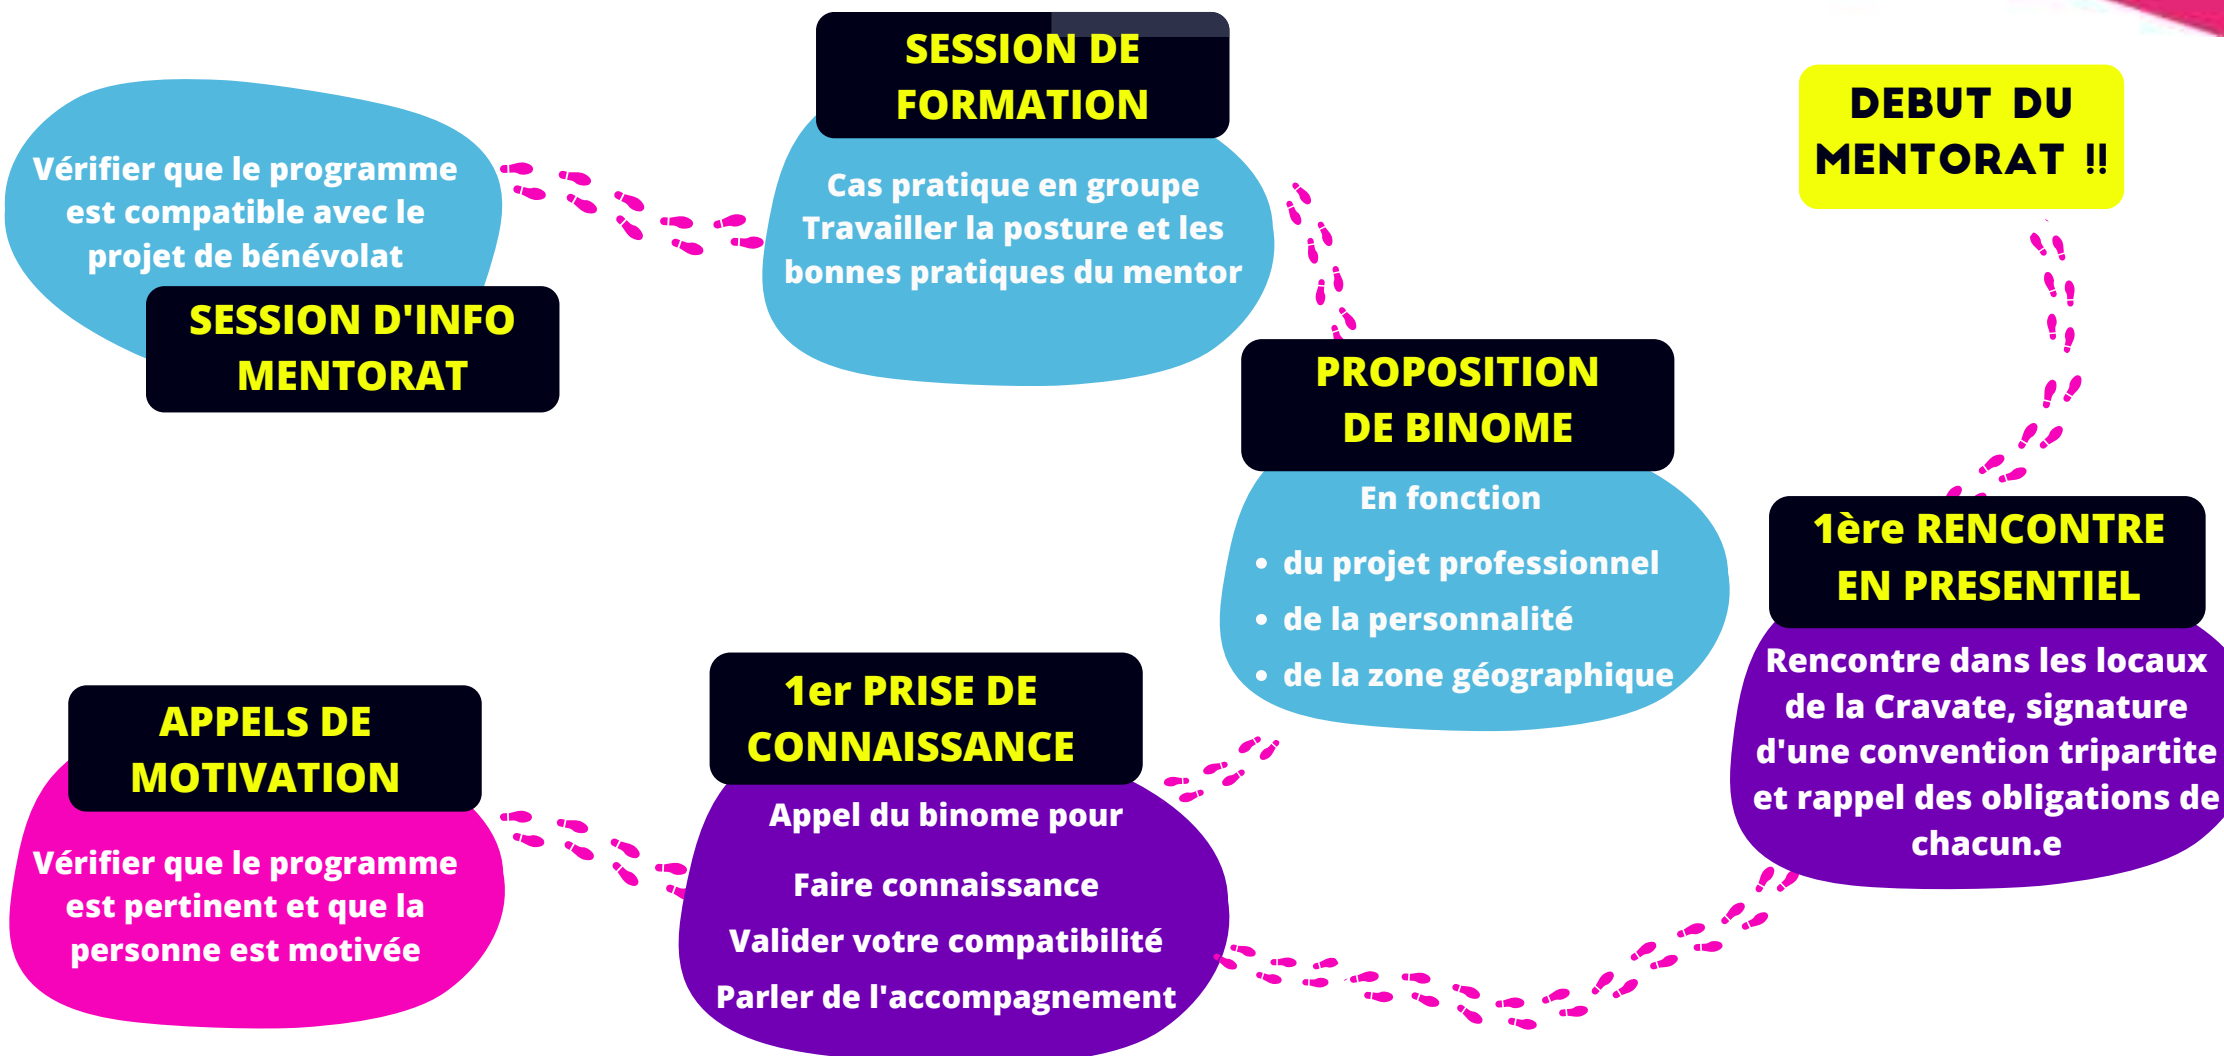 Vérifier que le programme
est compatible avec le
projet de bénévolat
SESSION D'INFO
MENTORAT
SESSION DE
FORMATION
Cas pratique en groupe
Travailler la posture et les
bonnes pratiques du mentor
PROPOSITION
DE BINOME
En fonction
• du projet professionnel
• de la personnalité
• de la zone géographique
APPELS DE
MOTIVATION
Vérifier que le programme
est pertinent et que la
personne est motivée
1er PRISE DE
CONNAISSANCE
Appel du binome pour
Faire connaissance
Valider votre compatibilité
Parler de l'accompagnement
1ère RENCONTRE
EN PRESENTIEL
Rencontre dans les locaux
de la Cravate, signature
d'une convention tripartite
et rappel des obligations de
chacun.e
DEBUT DU
MENTORAT !!